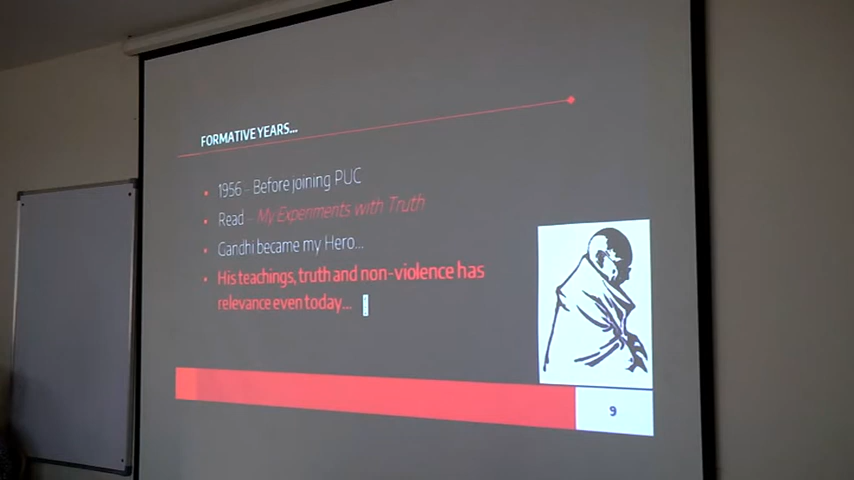 FORMATIVE YEARS...
1956 - Before joining PUC
Read - My Experiments with Truth
Gandhi became my Hero...
His teachings, truth and non-violence has
relevance even today...
9